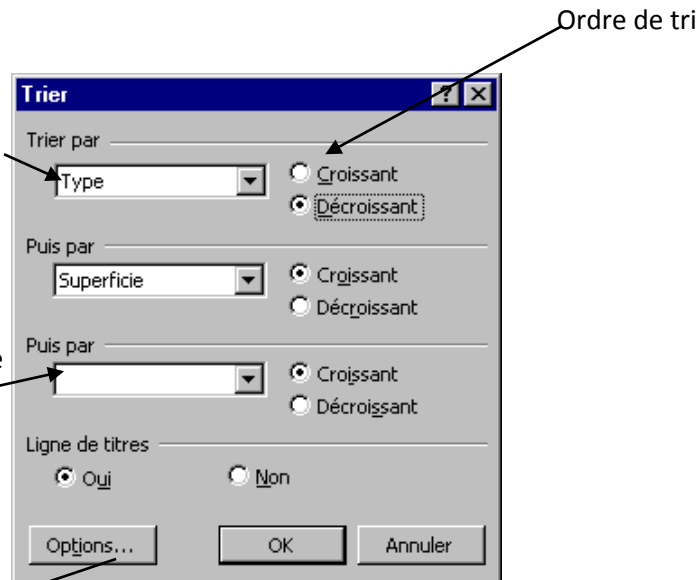 Ordre de tri
Trier
Trier par
Type
Croissant
Décroissant
Puis par
Superficie
Croissant
Décroissant
Puis par
Croissant
Décroissant
Ligne de titres
Oui Non
Options... OK Annuler